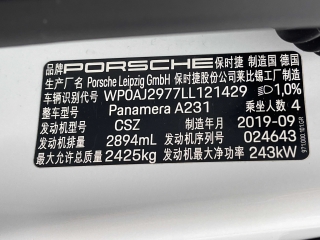 品牌 PORSCHE 保时捷 制造国 德国
生产厂名 Porsche Leipzig GmbH 保时捷股份公司莱比锡工厂制造
车辆识别代号 WP0AJ2977LL121429 1,0%
整车型号 Panamera A231 乘坐人数 4
发动机型号 CSZ 制造年月 2019-09
发动机排量 2894mL 发动机序列号 024643
最大允许总质量 2425kg 发动机最大净功率 243kW